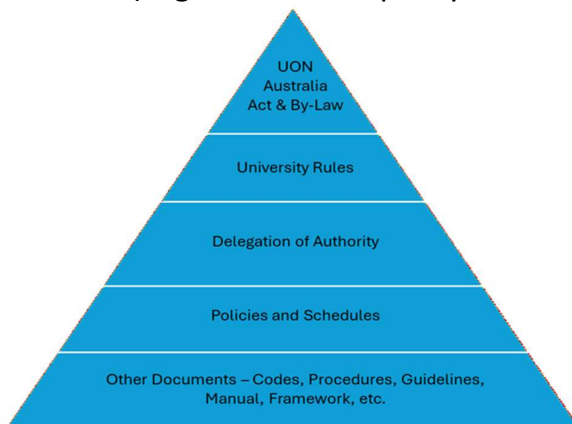 UON
Australia
Act & By-Law
University Rules
Delegation of Authority
Policies and Schedules
Other Documents – Codes, Procedures, Guidelines,
Manual, Framework, etc.